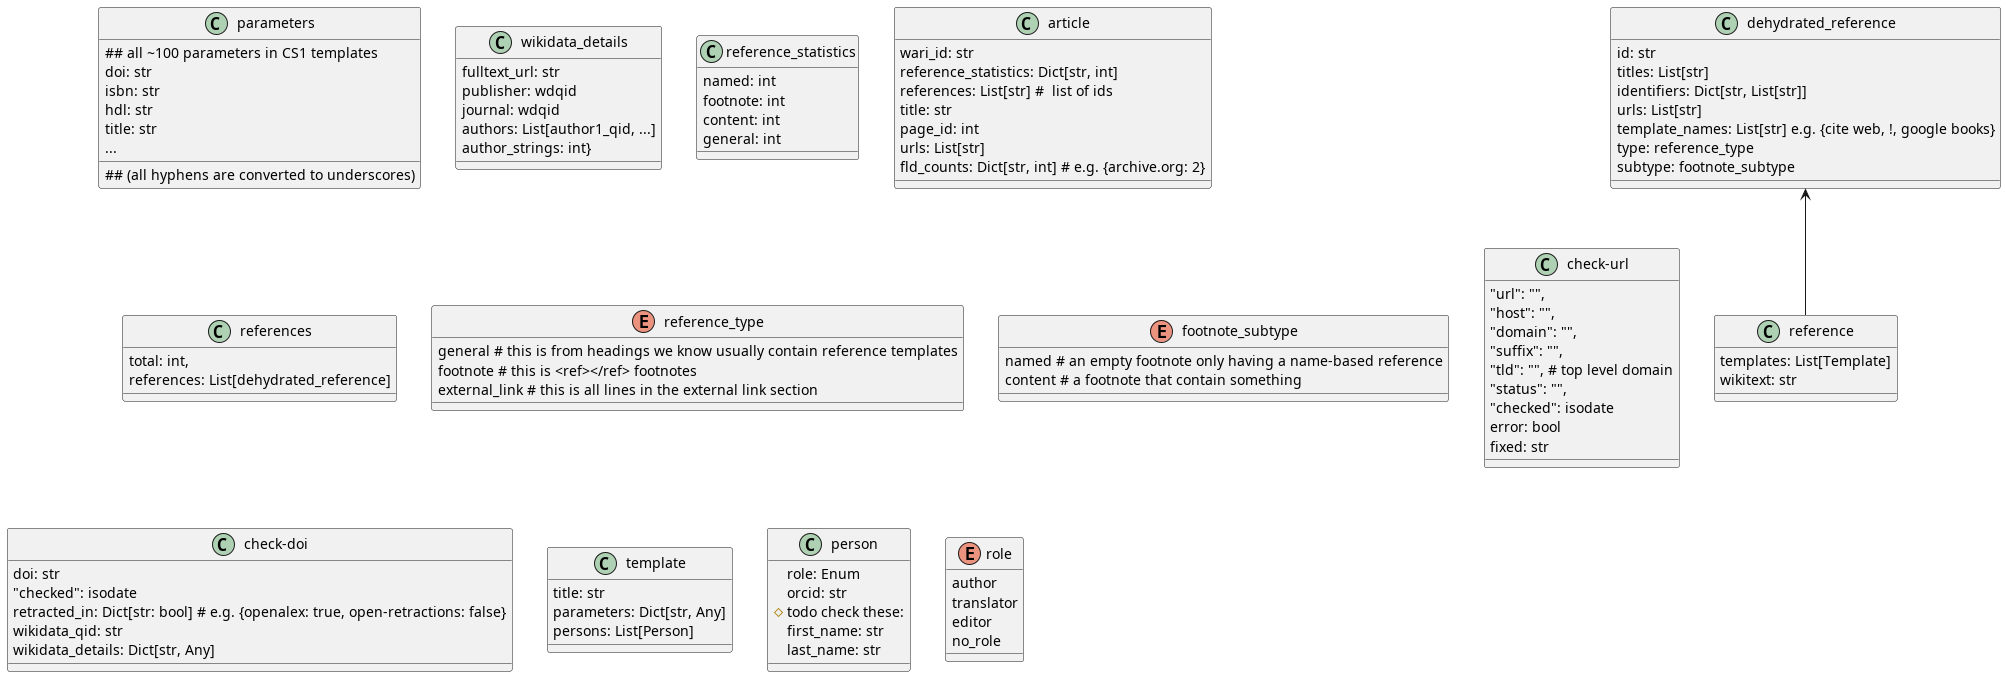 C parameters
## all ~100 parameters in CS1 templates
doi: str
isbn: str
hdl: str
title: str
...
## (all hyphens are converted to underscores)
C wikidata_details
fulltext_url: str
publisher: wdqid
journal: wdqid
authors: List[author1_qid, ...]
author_strings: int}
C reference_statistics
named: int
footnote: int
content: int
general: int
C article
wari_id: str
reference_statistics: Dict[str, int]
references: List[str] #  list of ids
title: str
page_id: int
urls: List[str]
fld_counts: Dict[str, int] # e.g. {archive.org: 2}
C dehydrated_reference
id: str
titles: List[str]
identifiers: Dict[str, List[str]]
urls: List[str]
template_names: List[str] e.g. {cite web, !, google books}
type: reference_type
subtype: footnote_subtype
C references
total: int,
references: List[dehydrated_reference]
E reference_type
general # this is from headings we know usually contain reference templates
footnote # this is <ref></ref> footnotes
external_link # this is all lines in the external link section
E footnote_subtype
named # an empty footnote only having a name-based reference
content # a footnote that contain something
C check-url
"url": "",
"host": "",
"domain": "",
"suffix": "",
"tld": "", # top level domain
"status": "",
"checked": isodate
error: bool
fixed: str
C reference
templates: List[Template]
wikitext: str
C check-doi
doi: str
"checked": isodate
retracted_in: Dict[str: bool] # e.g. {openalex: true, open-retractions: false}
wikidata_qid: str
wikidata_details: Dict[str, Any]
C template
title: str
parameters: Dict[str, Any]
persons: List[Person]
C person
role: Enum
orcid: str
todo check these:
first_name: str
last_name: str
E role
author
translator
editor
no_role